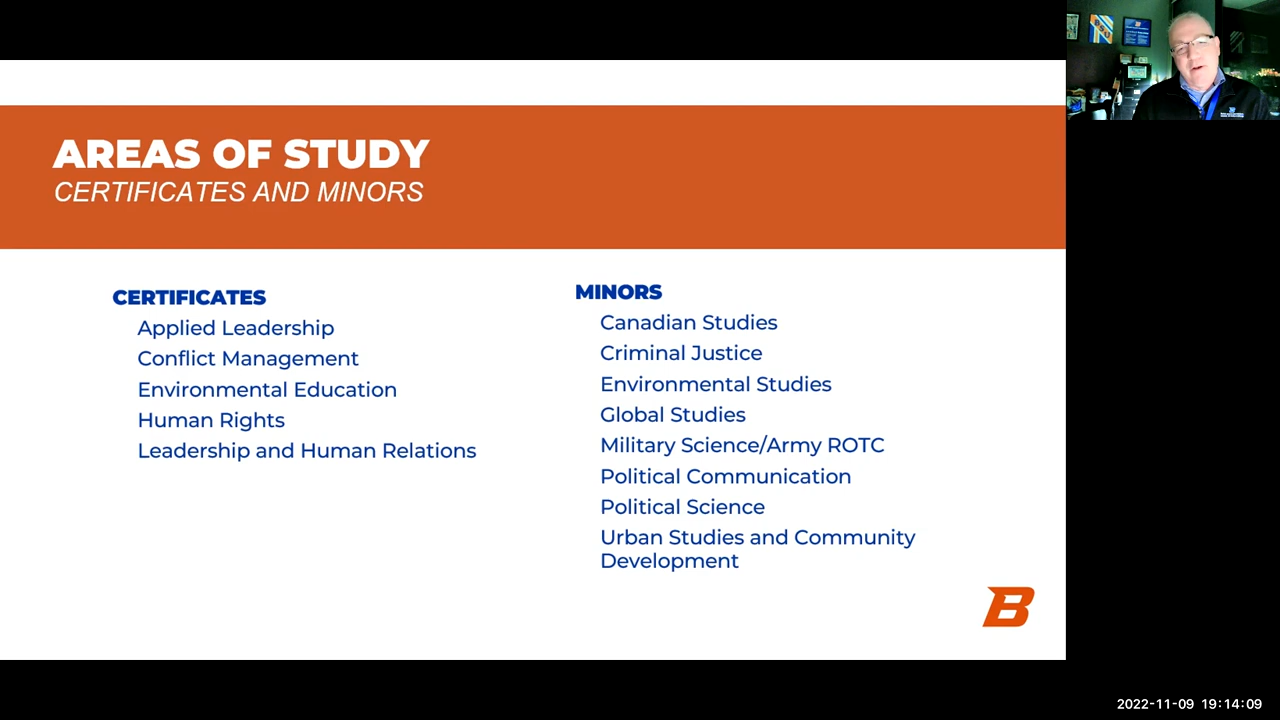 AREAS OF STUDY
CERTIFICATES AND MINORS
CERTIFICATES
Applied Leadership
Conflict Management
Environmental Education
Human Rights
Leadership and Human Relations
MINORS
Canadian Studies
Criminal Justice
Environmental Studies
Global Studies
Military Science/Army ROTC
Political Communication
Political Science
Urban Studies and Community
Development
B
2022-11-09 19:14:09